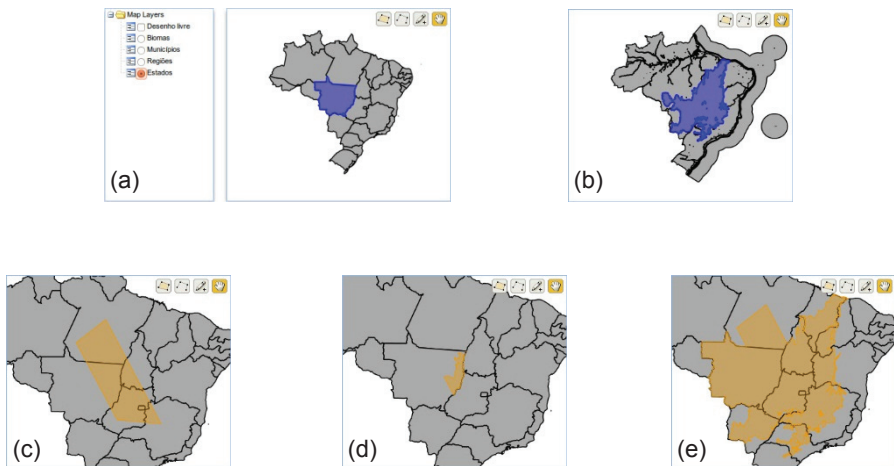 Map Layers
Desenho livre
Biomas
Municípios
Regiões
Estados
(a)
(b)
(c)
(d)
(e)